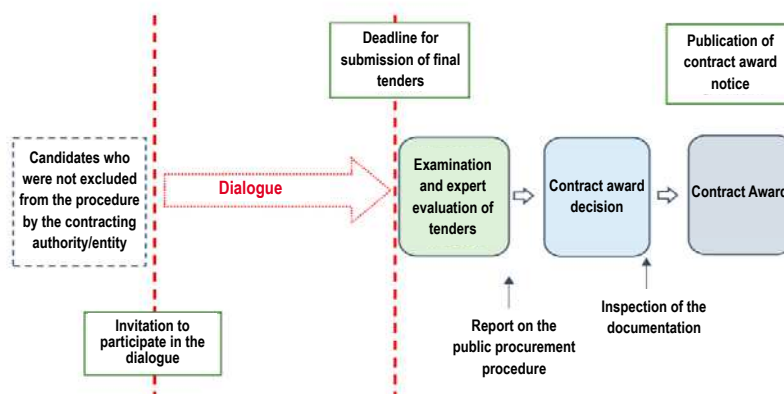 Deadline for
submission of final
tenders
Publication of
contract award
notice
Candidates who
were not excluded
from the procedure
by the contracting
authority/entity
Dialogue
Examination
and expert
evaluation of
tenders
Contract award
decision
Contract Award
Invitation to
participate in the
dialogue
Report on the
public procurement
procedure
Inspection of the
documentation